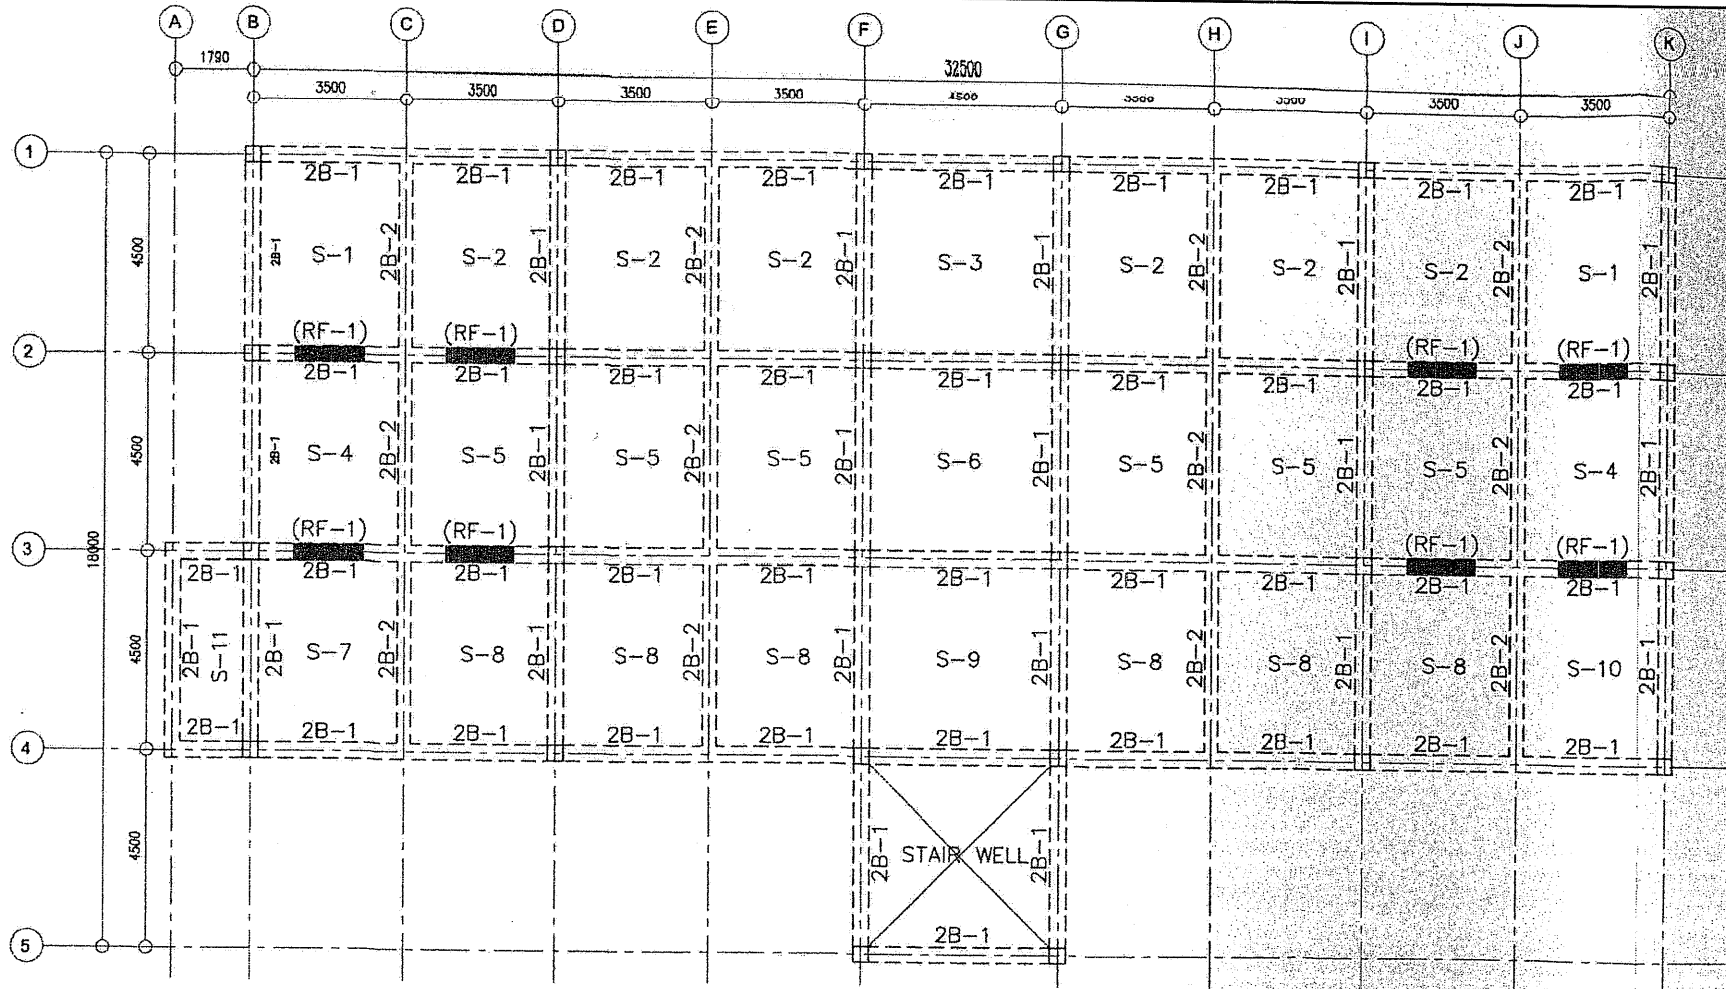 A B C D E F G H I J K
1790 32500
3500 3500 3500 3500 4500 3500 3500 3500 3500
1
2B-1 2B-1 2B-1 2B-1 2B-1 2B-1 2B-1 2B-1 2B-1
4500 2B-1 S-1 2B-2 S-2 2B-1 S-2 2B-2 S-2 2B-1 S-3 2B-1 S-2 2B-2 S-2 2B-1 S-2 2B-2 S-1 2B-1
(RF-1) (RF-1) (RF-1) (RF-1)
2
2B-1 2B-1 2B-1 2B-1 2B-1 2B-1 2B-1 2B-1 2B-1
4500 2B-1 S-4 2B-2 S-5 2B-1 S-5 2B-2 S-5 2B-1 S-6 2B-1 S-5 2B-2 S-5 2B-1 S-5 2B-2 S-4 2B-1
(RF-1) (RF-1) (RF-1) (RF-1)
3 18000
2B-1 2B-1 2B-1 2B-1 2B-1 2B-1 2B-1 2B-1 2B-1 2B-1
4500 2B-1 S-11 2B-1 S-7 2B-2 S-8 2B-1 S-8 2B-2 S-8 2B-1 S-9 2B-1 S-8 2B-2 S-8 2B-1 S-8 2B-2 S-10 2B-1
2B-1 2B-1 2B-1 2B-1 2B-1 2B-1 2B-1 2B-1 2B-1 2B-1
4
4500 2B-1 STAIR WELL 2B-1
2B-1
5